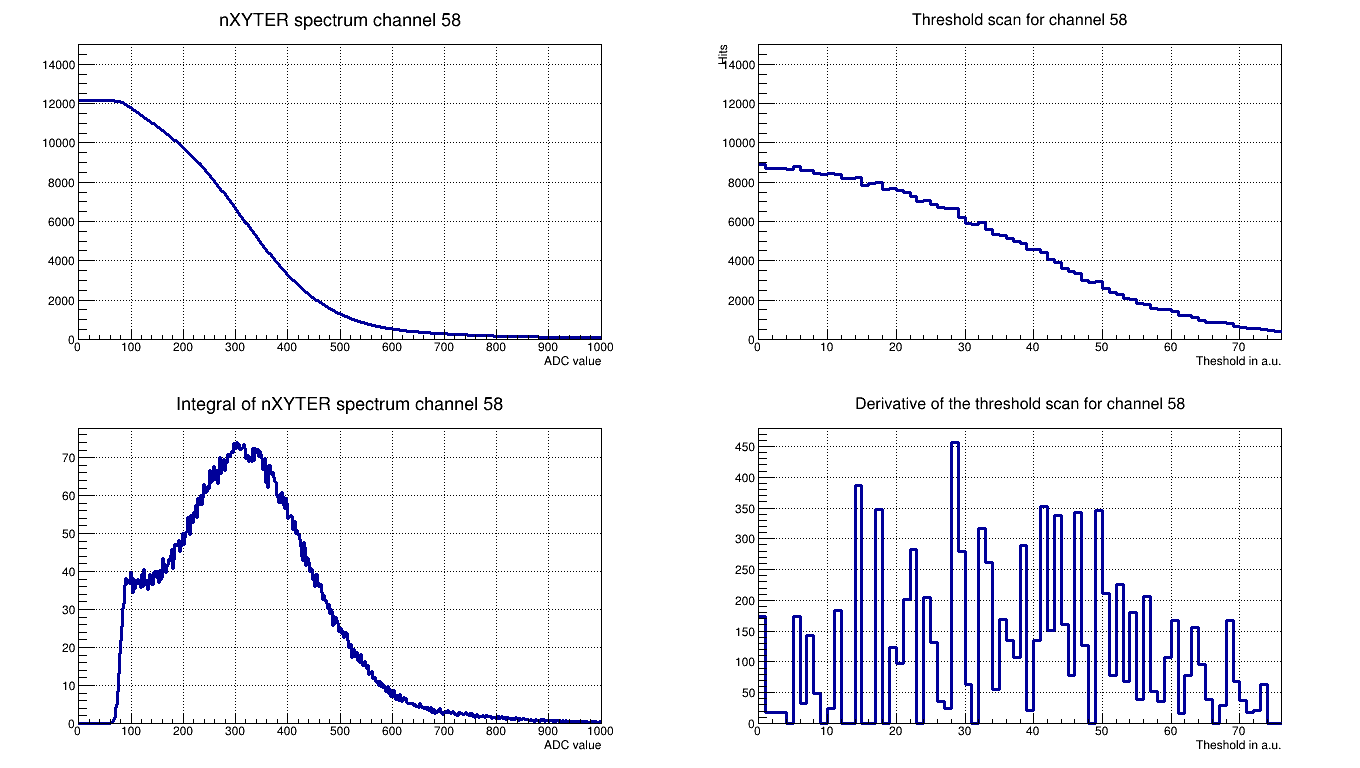 nXYTER spectrum channel 58
14000
12000
10000
8000
6000
4000
2000
0
0 100 200 300 400 500 600 700 800 900 1000
ADC value
Threshold scan for channel 58
Hits
14000
12000
10000
8000
6000
4000
2000
0
0 10 20 30 40 50 60 70
Theshold in a.u.
Integral of nXYTER spectrum channel 58
70
60
50
40
30
20
10
0
0 100 200 300 400 500 600 700 800 900 1000
ADC value
Derivative of the threshold scan for channel 58
450
400
350
300
250
200
150
100
50
0
0 10 20 30 40 50 60 70
Theshold in a.u.